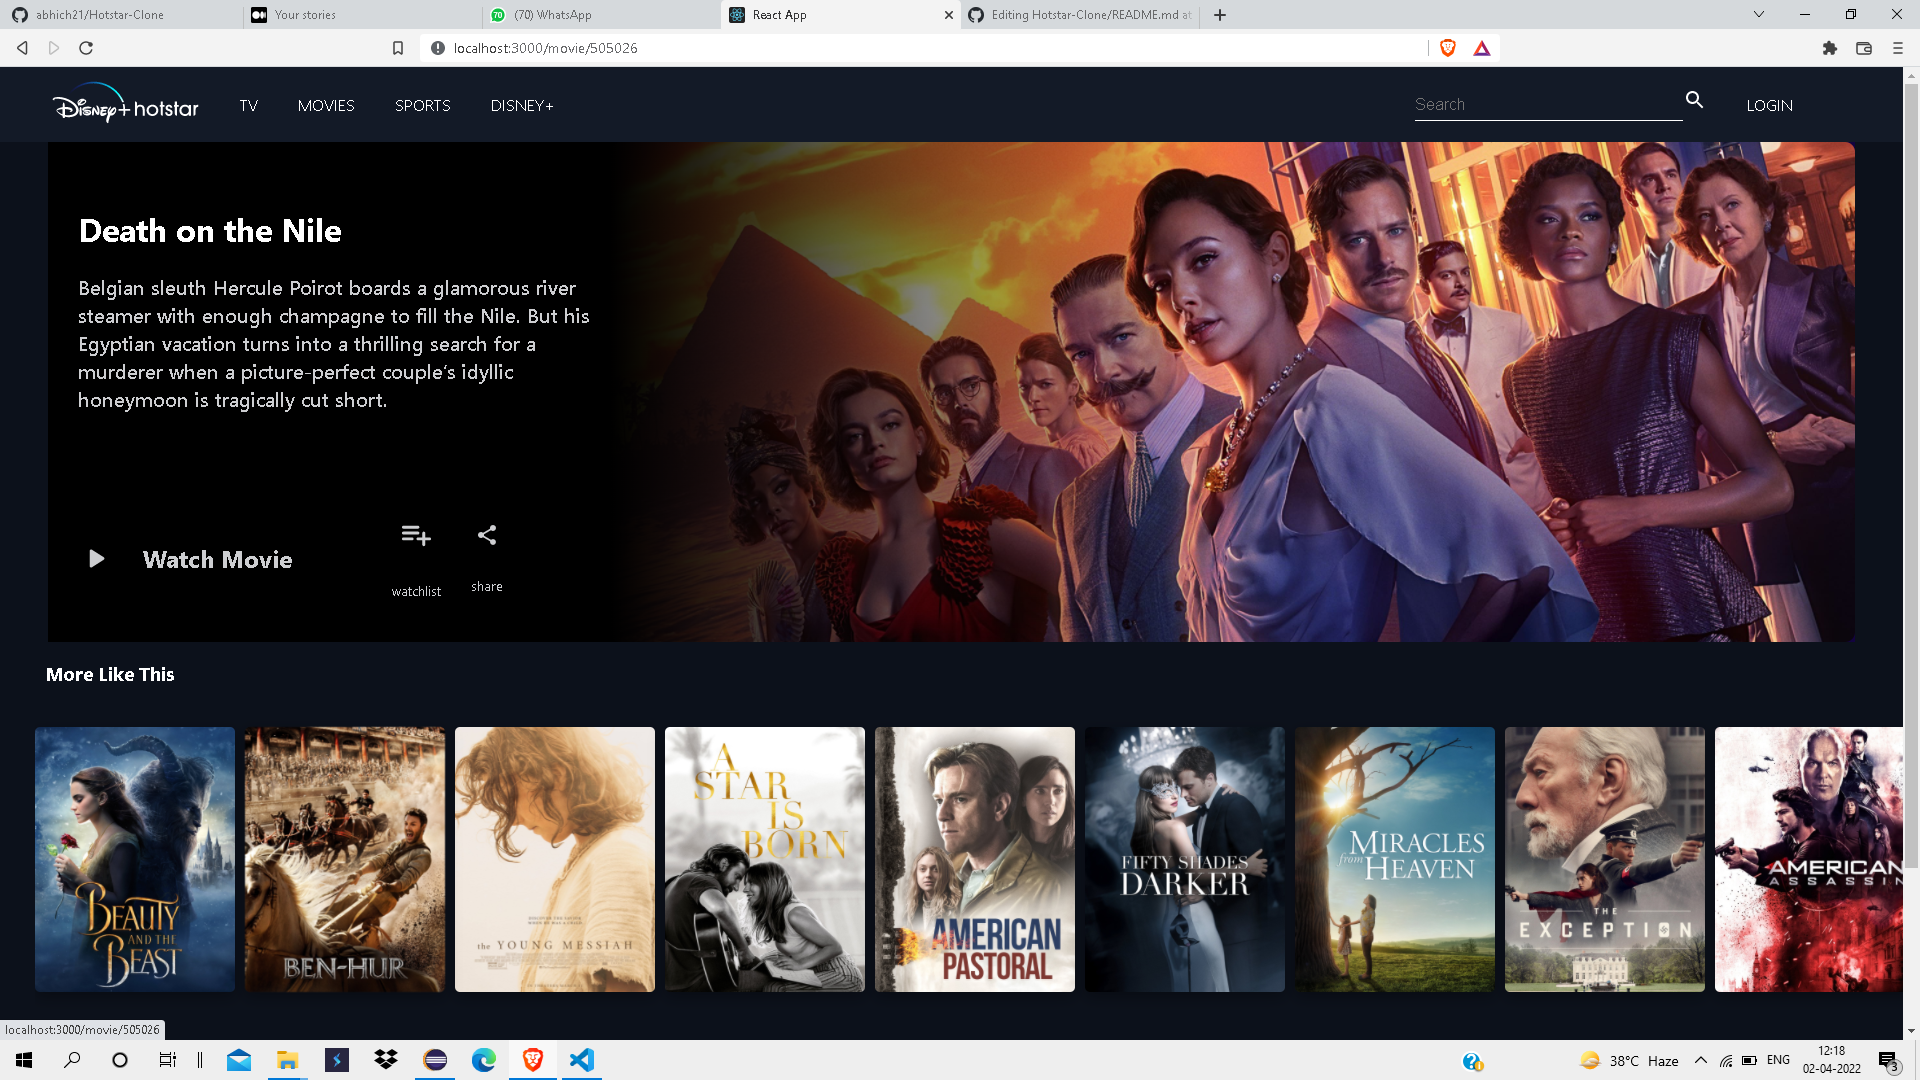 abhich21/Hotstar-Clone
Your stories
(70) WhatsApp
React App
Editing Hotstar-Clone/README.md at
localhost:3000/movie/505026
Disney+ hotstar
TV
MOVIES
SPORTS
DISNEY+
Search
LOGIN
Death on the Nile
Belgian sleuth Hercule Poirot boards a glamorous river
steamer with enough champagne to fill the Nile. But his
Egyptian vacation turns into a thrilling search for a
murderer when a picture-perfect couple's idyllic
honeymoon is tragically cut short.
Watch Movie
watchlist
share
More Like This
BEAUTY
AND THE
BEAST
BEN-HUR
the YOUNG MESSIAH
A
STAR
IS
BORN
AMERICAN
PASTORAL
FIFTY SHADES
DARKER
MIRACLES
from HEAVEN
THE
EXCEPTION
AMERICAN
ASSASSIN
localhost:3000/movie/505026
38°C Haze
ENG
12:18
02-04-2022
3